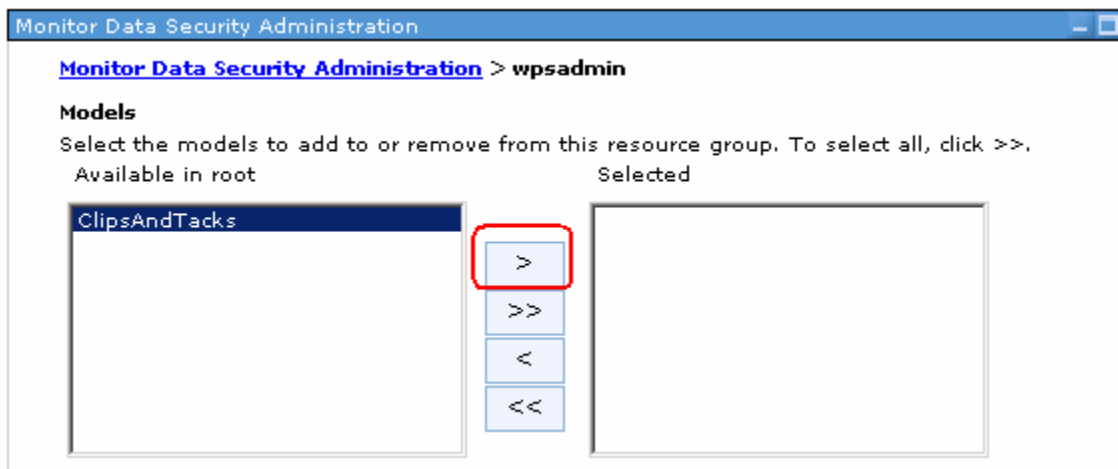 Monitor Data Security Administration
Monitor Data Security Administration > wpsadmin
Models
Select the models to add to or remove from this resource group. To select all, click >>.
Available in root Selected
ClipsAndTacks
>
>>
<
<<